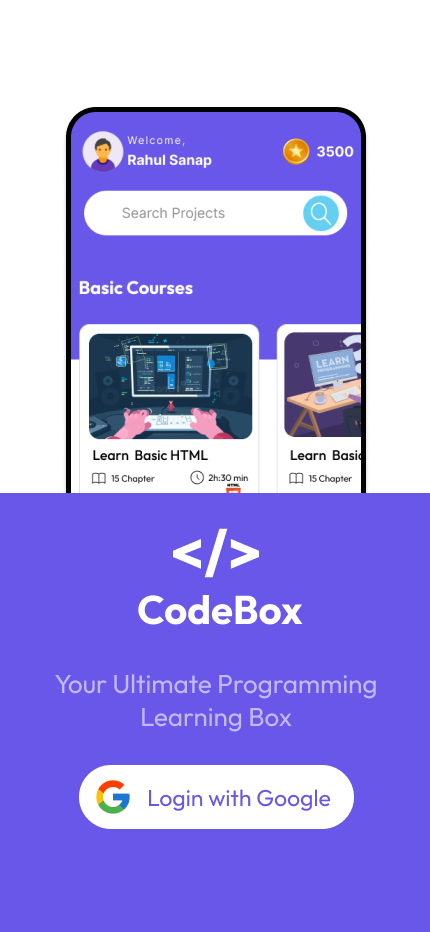 Welcome,
Rahul Sanap
3500
Search Projects
Basic Courses
LEARN
Learn Basic HTML
Learn Basic
15 Chapter
2h:30 min
15 Chapter
HTML
</>
CodeBox
Your Ultimate Programming
Learning Box
Login with Google